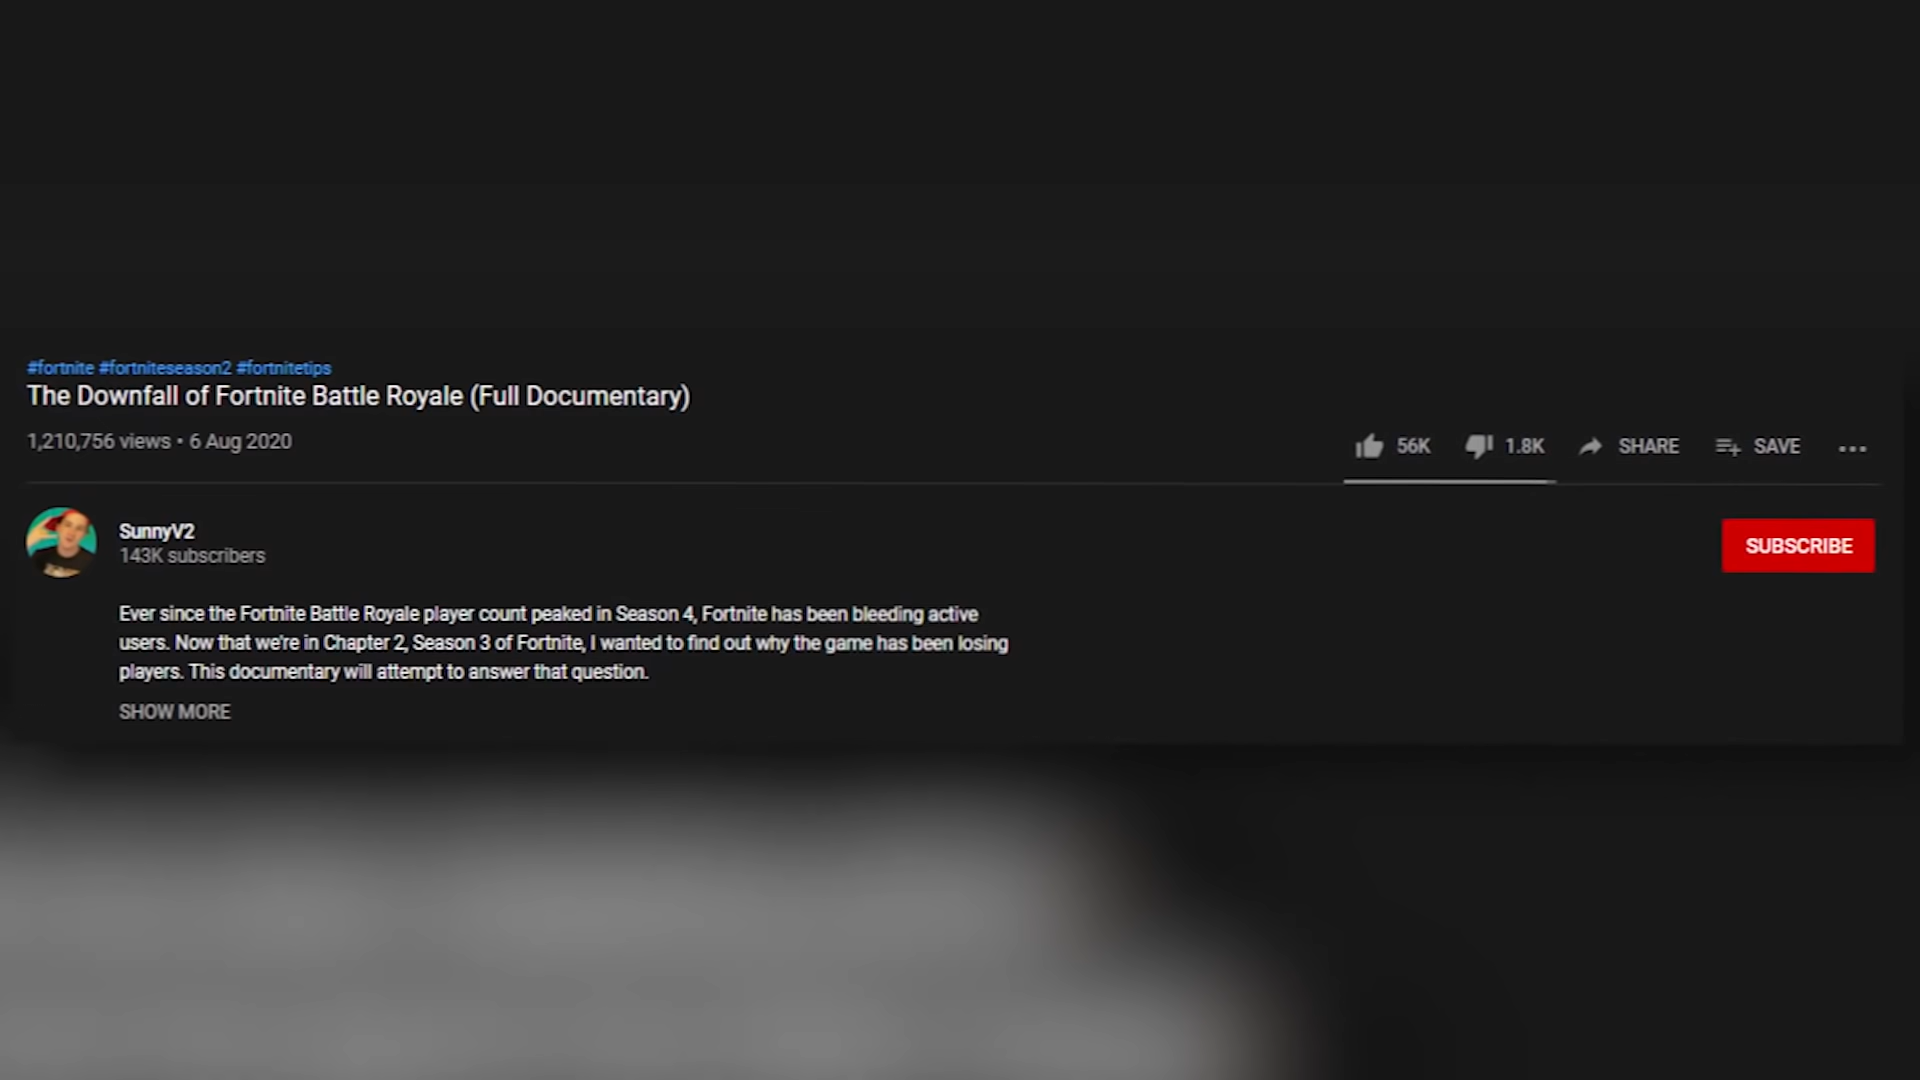 #fortnite #fortniteseason2 #fortnitetips
The Downfall of Fortnite Battle Royale (Full Documentary)
1,210,756 views • 6 Aug 2020
56K 1.8K SHARE SAVE
SunnyV2
143K subscribers
SUBSCRIBE
Ever since the Fortnite Battle Royale player count peaked in Season 4, Fortnite has been bleeding active
users. Now that we're in Chapter 2, Season 3 of Fortnite, I wanted to find out why the game has been losing
players. This documentary will attempt to answer that question.
SHOW MORE